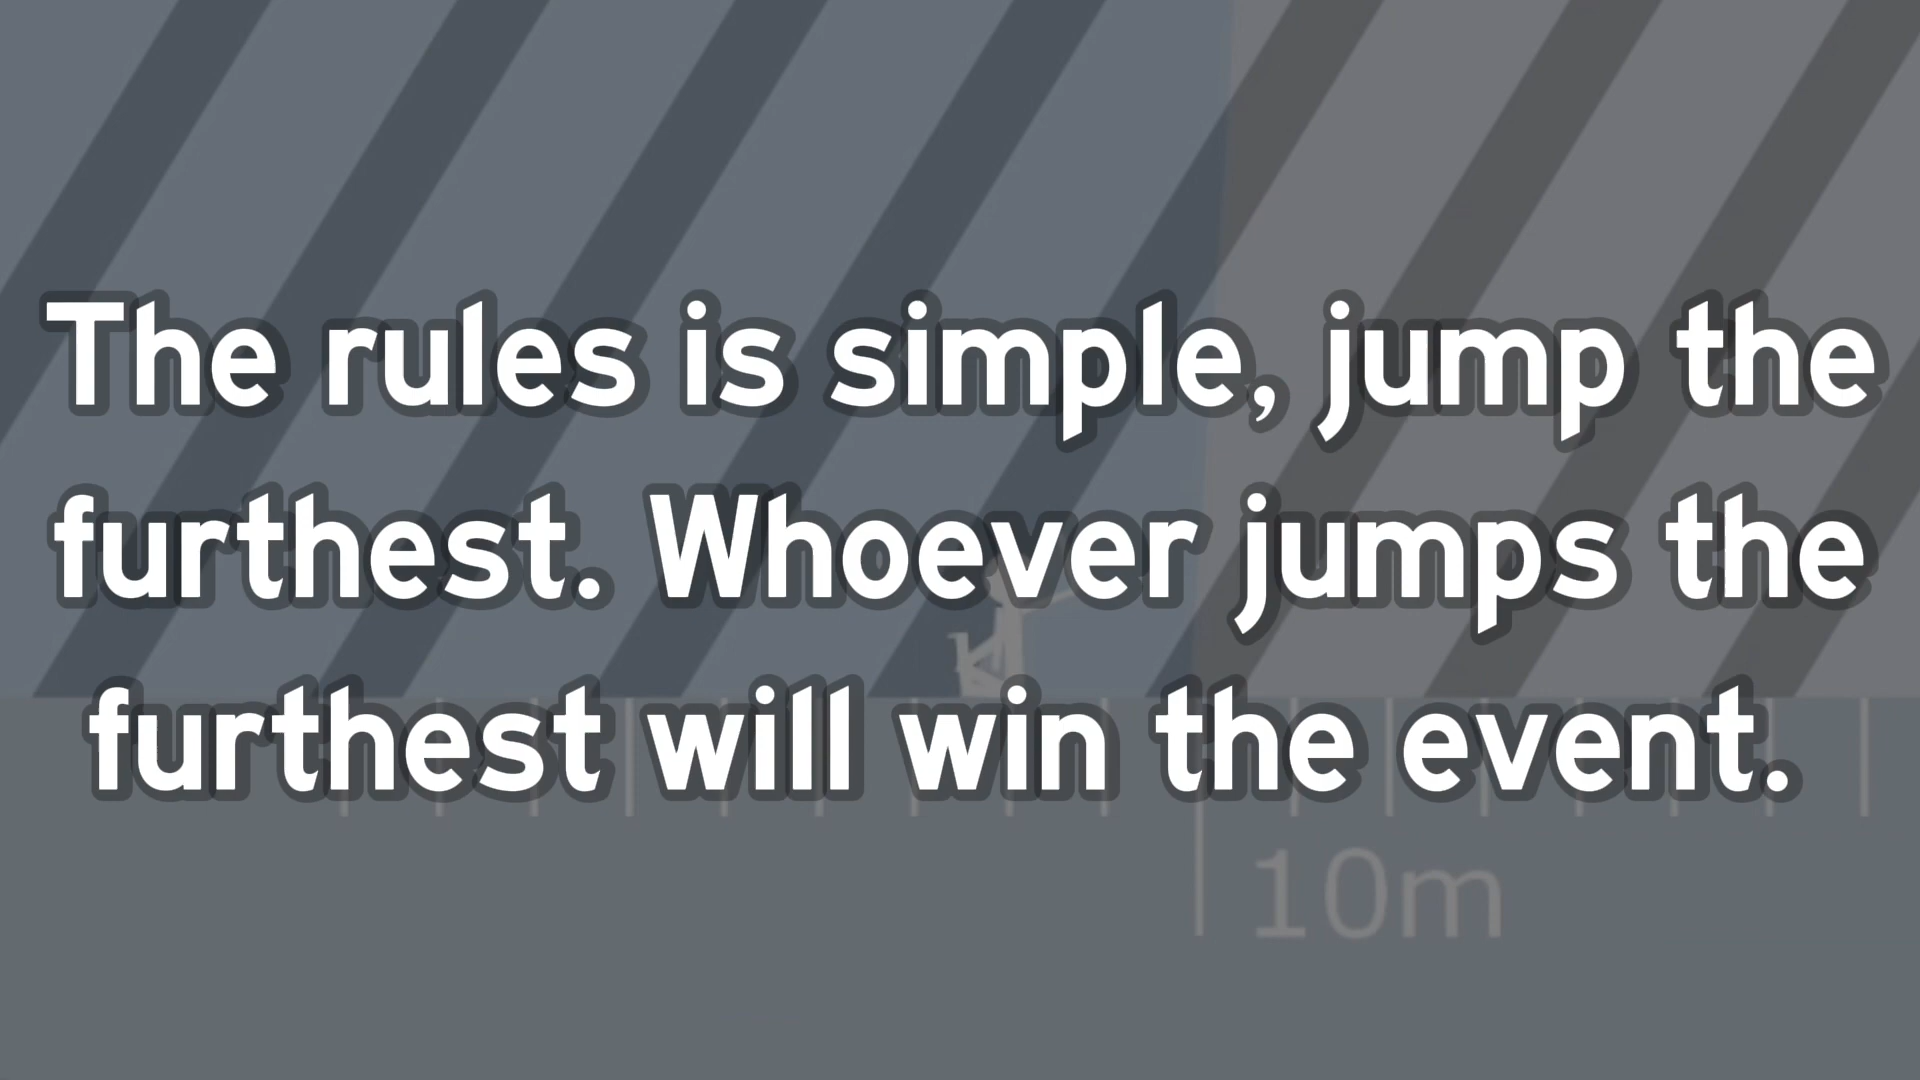 The rules is simple, jump the
furthest. Whoever jumps the
furthest will win the event.
10m